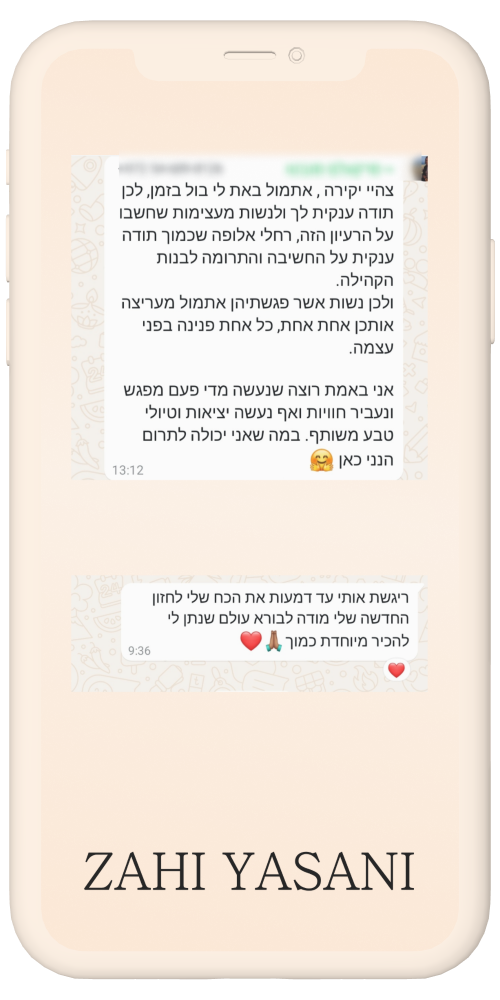 צהיי יקירה , אתמול באת לי בול בזמן, לכן
תודה ענקית לך ולנשות מעצימות שחשבו
על הרעיון הזה, רחלי אלופה שכמוך תודה
ענקית על החשיבה והתרומה לבנות
הקהילה.
ולכן נשות אשר פגשתיהן אתמול מעריצה
אותכן אחת אחת, כל אחת פנינה בפני
עצמה.
אני באמת רוצה שנעשה מדי פעם מפגש
ונעביר חוויות ואף נעשה יציאות וטיולי
טבע משותף. במה שאני יכולה לתרום
הנני כאן 🤗
13:12
ריגשת אותי עד דמעות את הכח שלי לחזון
החדשה שלי מודה לבורא עולם שנתן לי
להכיר מיוחדת כמוך🙏🏾❤️
9:36
❤️
ZAHI YASANI